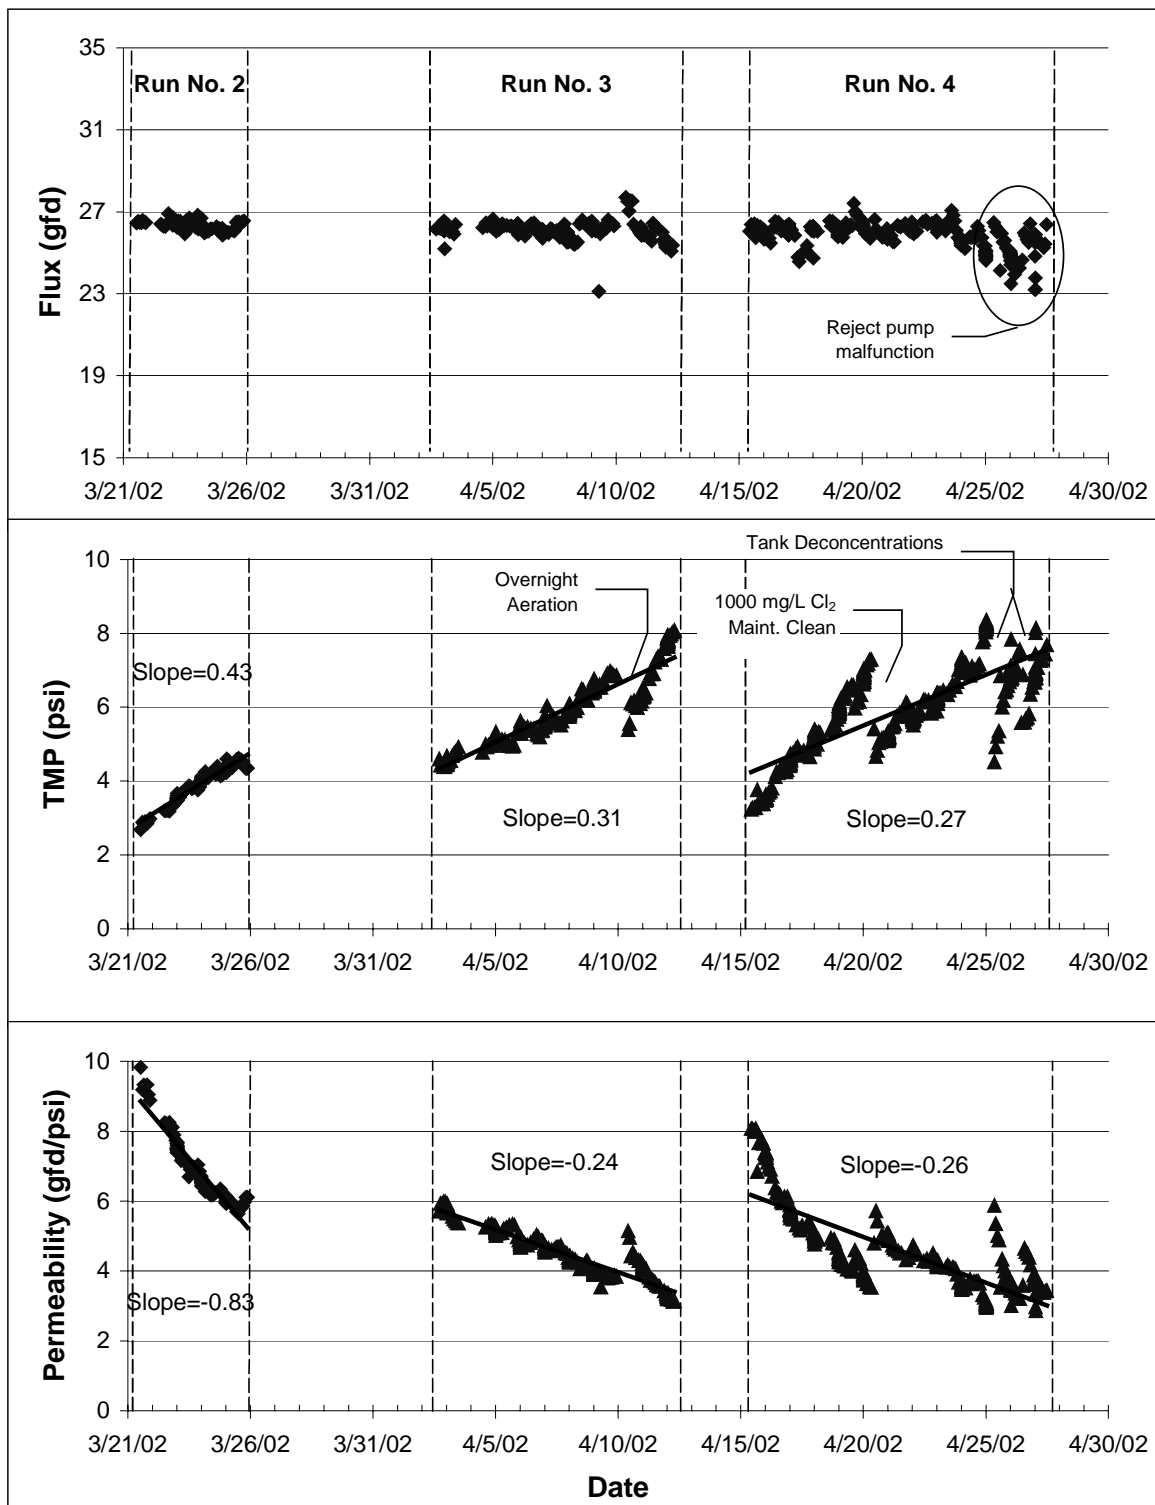 35
31
27
23
19
15
Flux (gfd)
Run No. 2
Run No. 3
Run No. 4
Reject pump
malfunction
3/21/02
3/26/02
3/31/02
4/5/02
4/10/02
4/15/02
4/20/02
4/25/02
4/30/02
10
8
6
4
2
0
TMP (psi)
Tank Deconcentrations
Overnight
Aeration
1000 mg/L Cl₂
Maint. Clean
Slope=0.43
Slope=0.31
Slope=0.27
3/21/02
3/26/02
3/31/02
4/5/02
4/10/02
4/15/02
4/20/02
4/25/02
4/30/02
10
8
6
4
2
0
Permeability (gfd/psi)
Slope=-0.24
Slope=-0.26
Slope=-0.83
3/21/02
3/26/02
3/31/02
4/5/02
4/10/02
4/15/02
4/20/02
4/25/02
4/30/02
Date